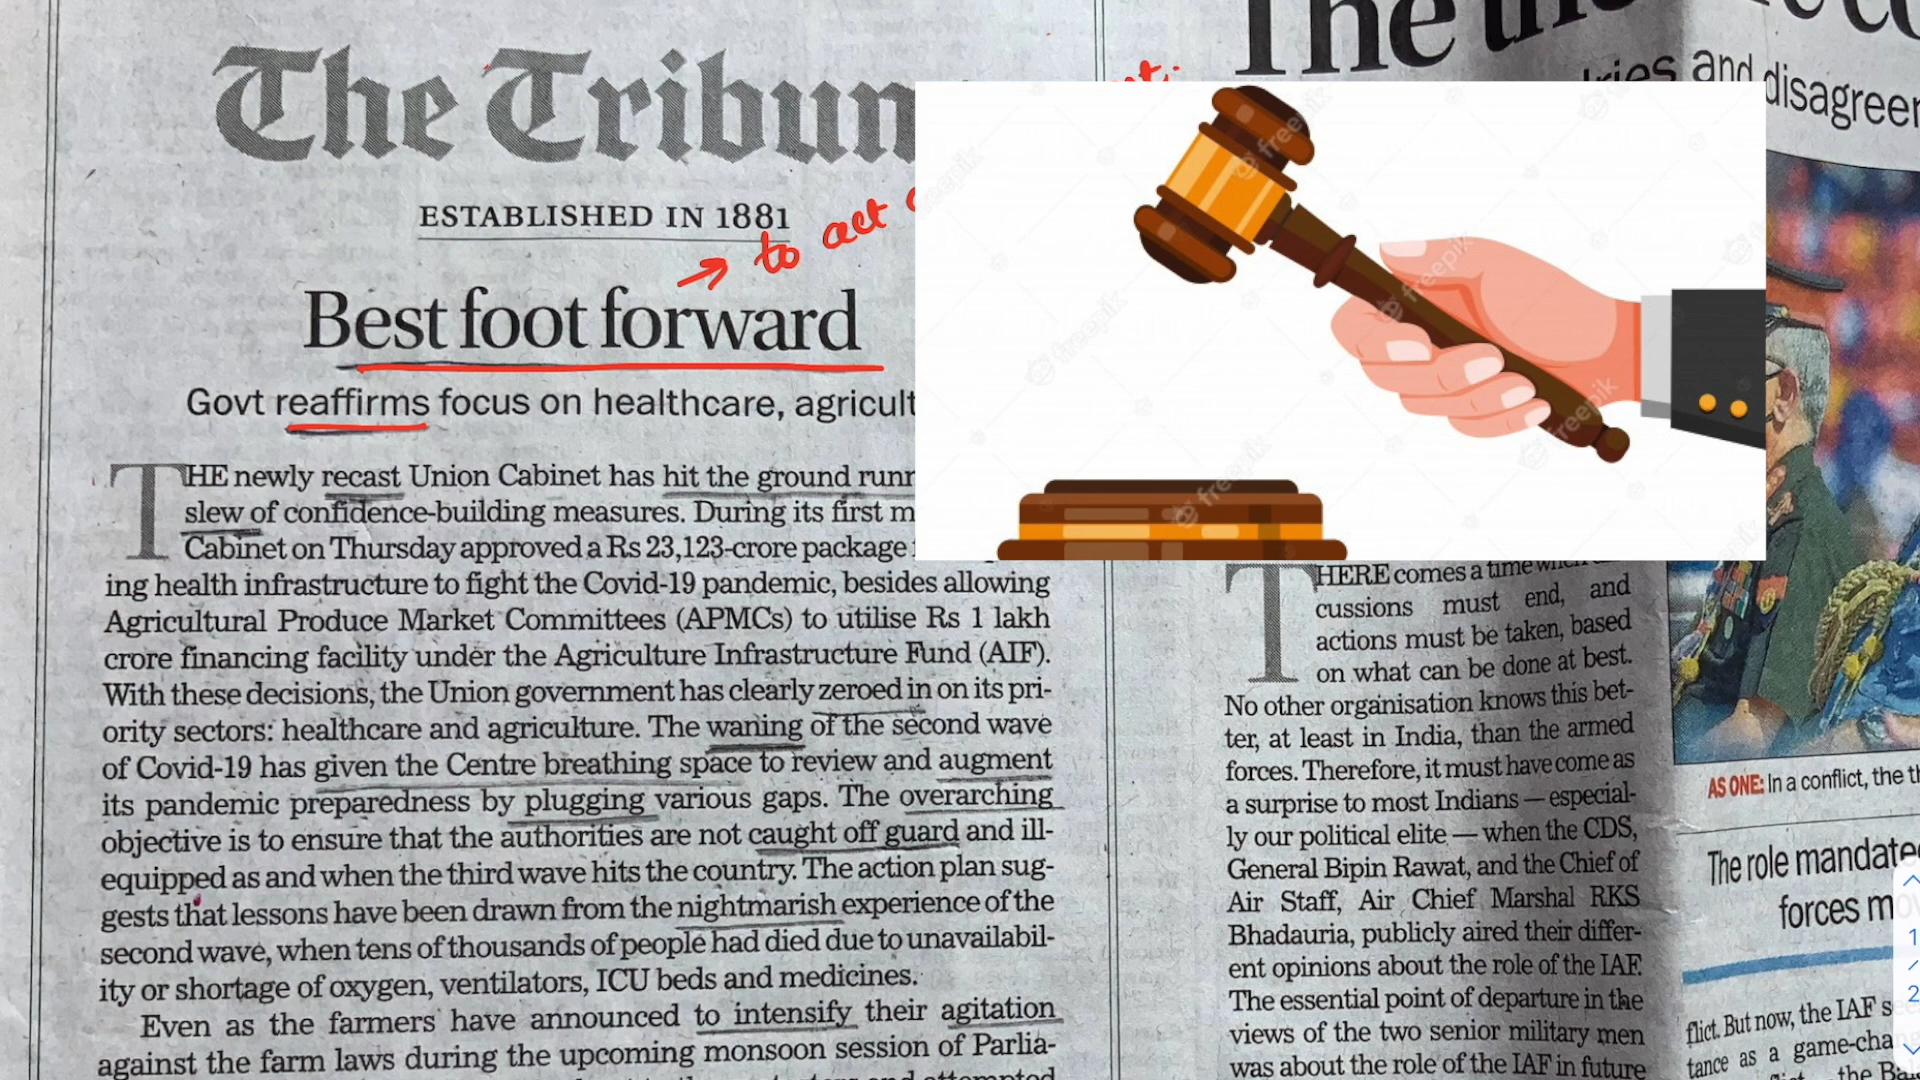 The Tribun
ESTABLISHED IN 1881
to act
Best foot forward
Govt reaffirms focus on healthcare,
THE newly recast Union Cabinet has hit the ground
slew of confidence-building measures. During its first
Cabinet on Thursday approved a Rs 23,123-crore package
ing health infrastructure to fight the Covid-19 pandemic, besides allowing
Agricultural Produce Market Committees (APMCs) to utilise Rs 1 lakh
crore financing facility under the Agriculture Infrastructure Fund (AIF).
With these decisions, the Union government has clearly zeroed in on its pri-
ority sectors: healthcare and agriculture. The waning of the second wave
of Covid-19 has given the Centre breathing space to review and augment
its pandemic preparedness by plugging various gaps. The overarching
objective is to ensure that the authorities are not caught off guard and ill-
equipped as and when the third wave hits the country. The action plan sug-
gests that lessons have been drawn from the nightmarish experience of the
second wave, when tens of thousands of people had died due to unavailabil-
ity or shortage of oxygen, ventilators, ICU beds and medicines.
Even as the farmers have announced to intensify their agitation
against the farm laws during the upcoming monsoon session of Parlia-
The
and disagree
freepik
THERE comes a time when
cussions must end, and
actions must be taken, based
on what can be done at best.
No other organisation knows this bet-
ter, at least in India, than the armed
forces. Therefore, it must have come as
a surprise to most Indians — especial-
ly our political elite — when the CDS,
General Bipin Rawat, and the Chief of
Air Staff, Air Chief Marshal RKS
Bhadauria, publicly aired their differ-
ent opinions about the role of the IAF.
The essential point of departure in the
views of the two senior military men
was about the role of the IAF in future
AS ONE: In a conflict, the
The role mandate
forces
flict. But now, the IAF
tance as a game-cha
the
1
/
2